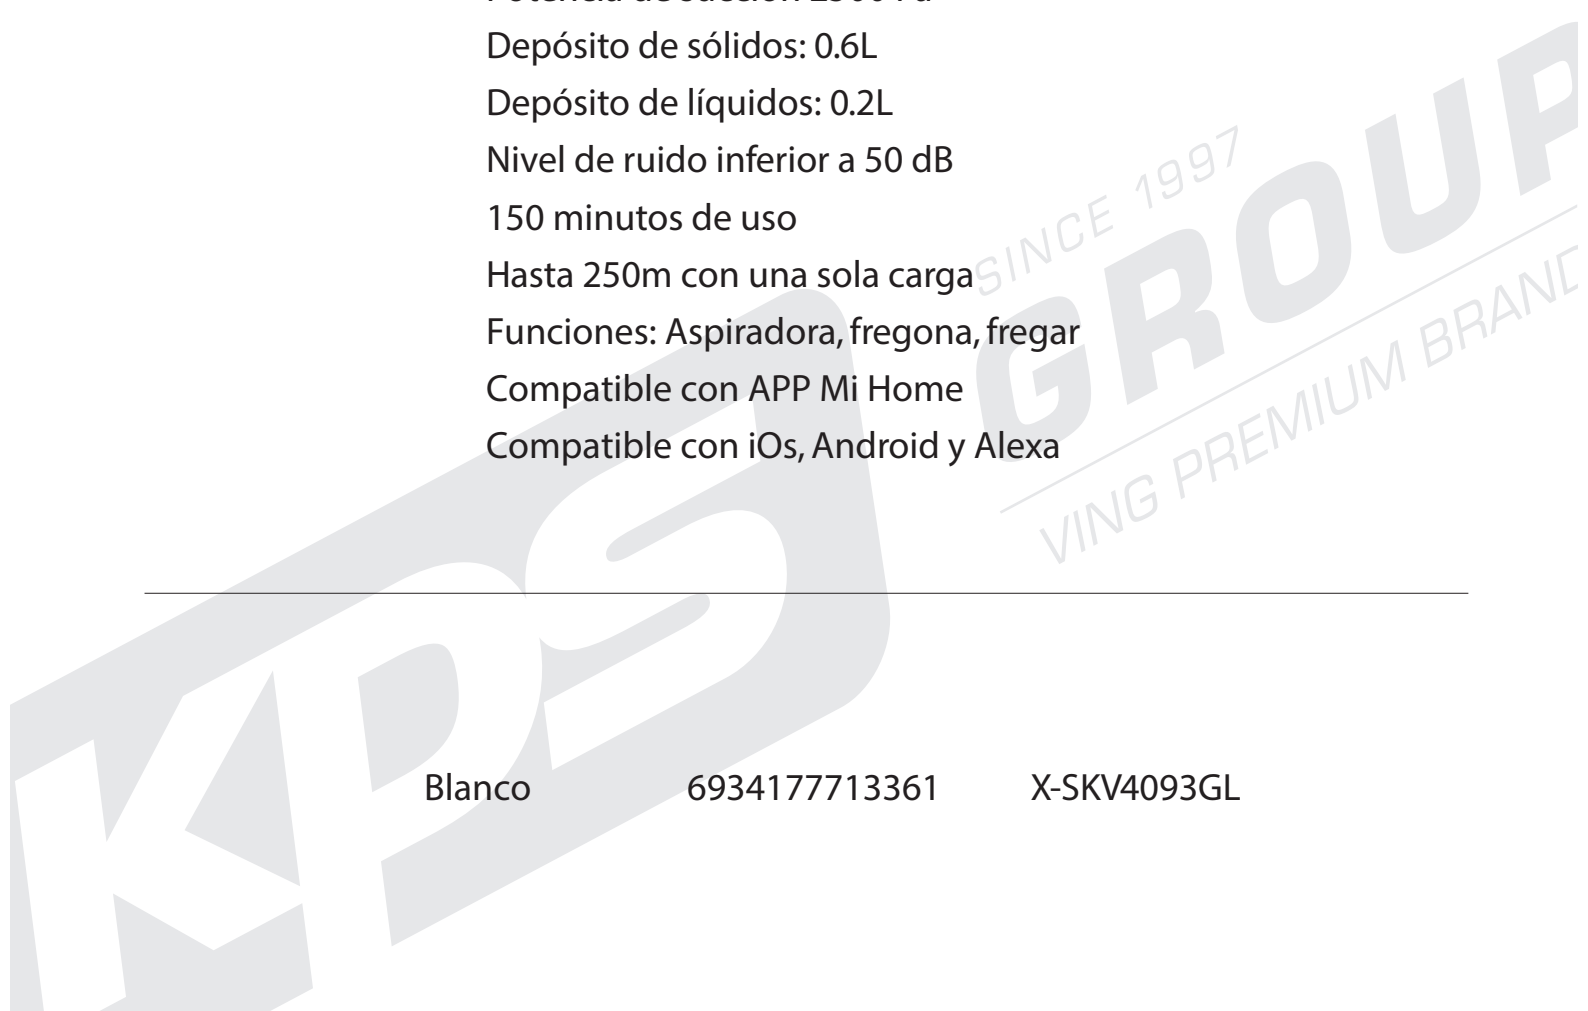 Depósito de sólidos: 0.6L
Depósito de líquidos: 0.2L
Nivel de ruido inferior a 50 dB
150 minutos de uso
Hasta 250m con una sola carga
Funciones: Aspiradora, fregona, fregar
Compatible con APP Mi Home
Compatible con iOs, Android y Alexa
SINCE 1997
GROUP
VING PREMIUM BRAND
KPS
Blanco 6934177713361 X-SKV4093GL